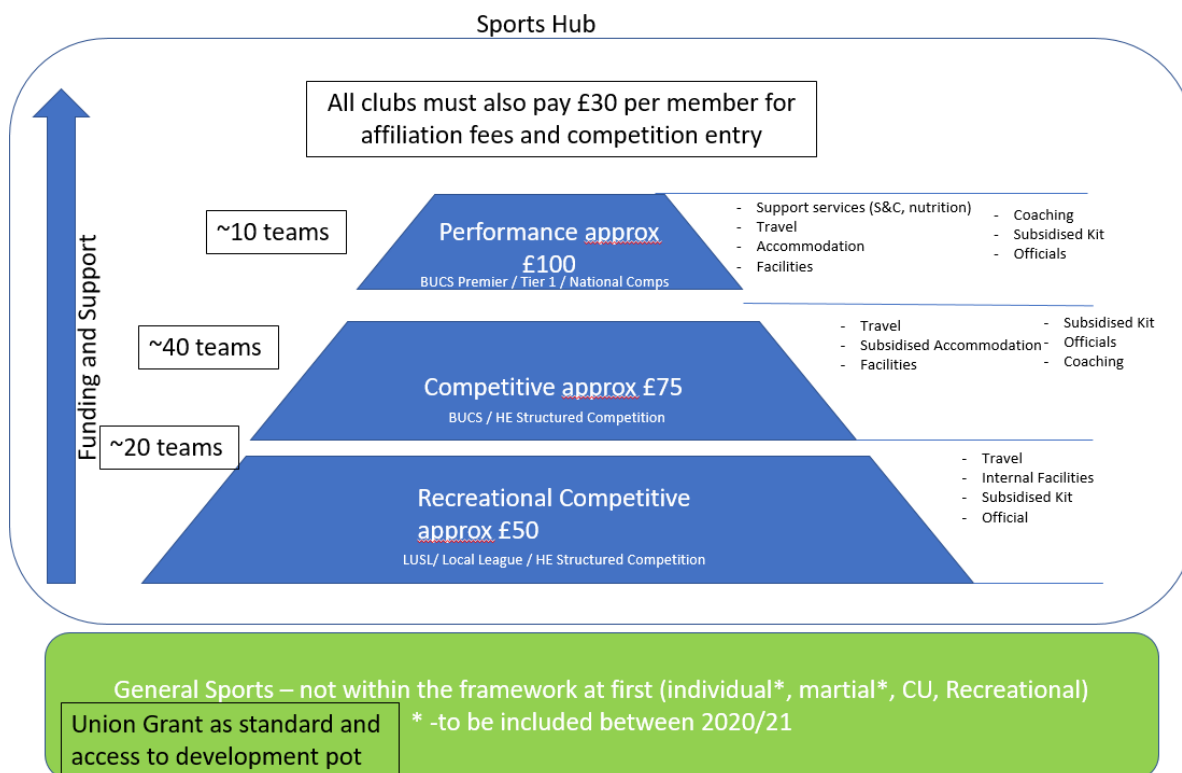 Sports Hub
All clubs must also pay £30 per member for
affiliation fees and competition entry
Funding and Support
~10 teams
Performance approx
£100
BUCS Premier / Tier 1 / National Comps
- Support services (S&C, nutrition)
- Travel
- Accommodation
- Facilities
- Coaching
- Subsidised Kit
- Officials
~40 teams
Competitive approx £75
BUCS / HE Structured Competition
- Travel
- Subsidised Accommodation
- Facilities
- Subsidised Kit
- Officials
- Coaching
~20 teams
Recreational Competitive
approx £50
LUSL/ Local League / HE Structured Competition
- Travel
- Internal Facilities
- Subsidised Kit
- Official
General Sports – not within the framework at first (individual*, martial*, CU, Recreational)
* -to be included between 2020/21
Union Grant as standard and
access to development pot